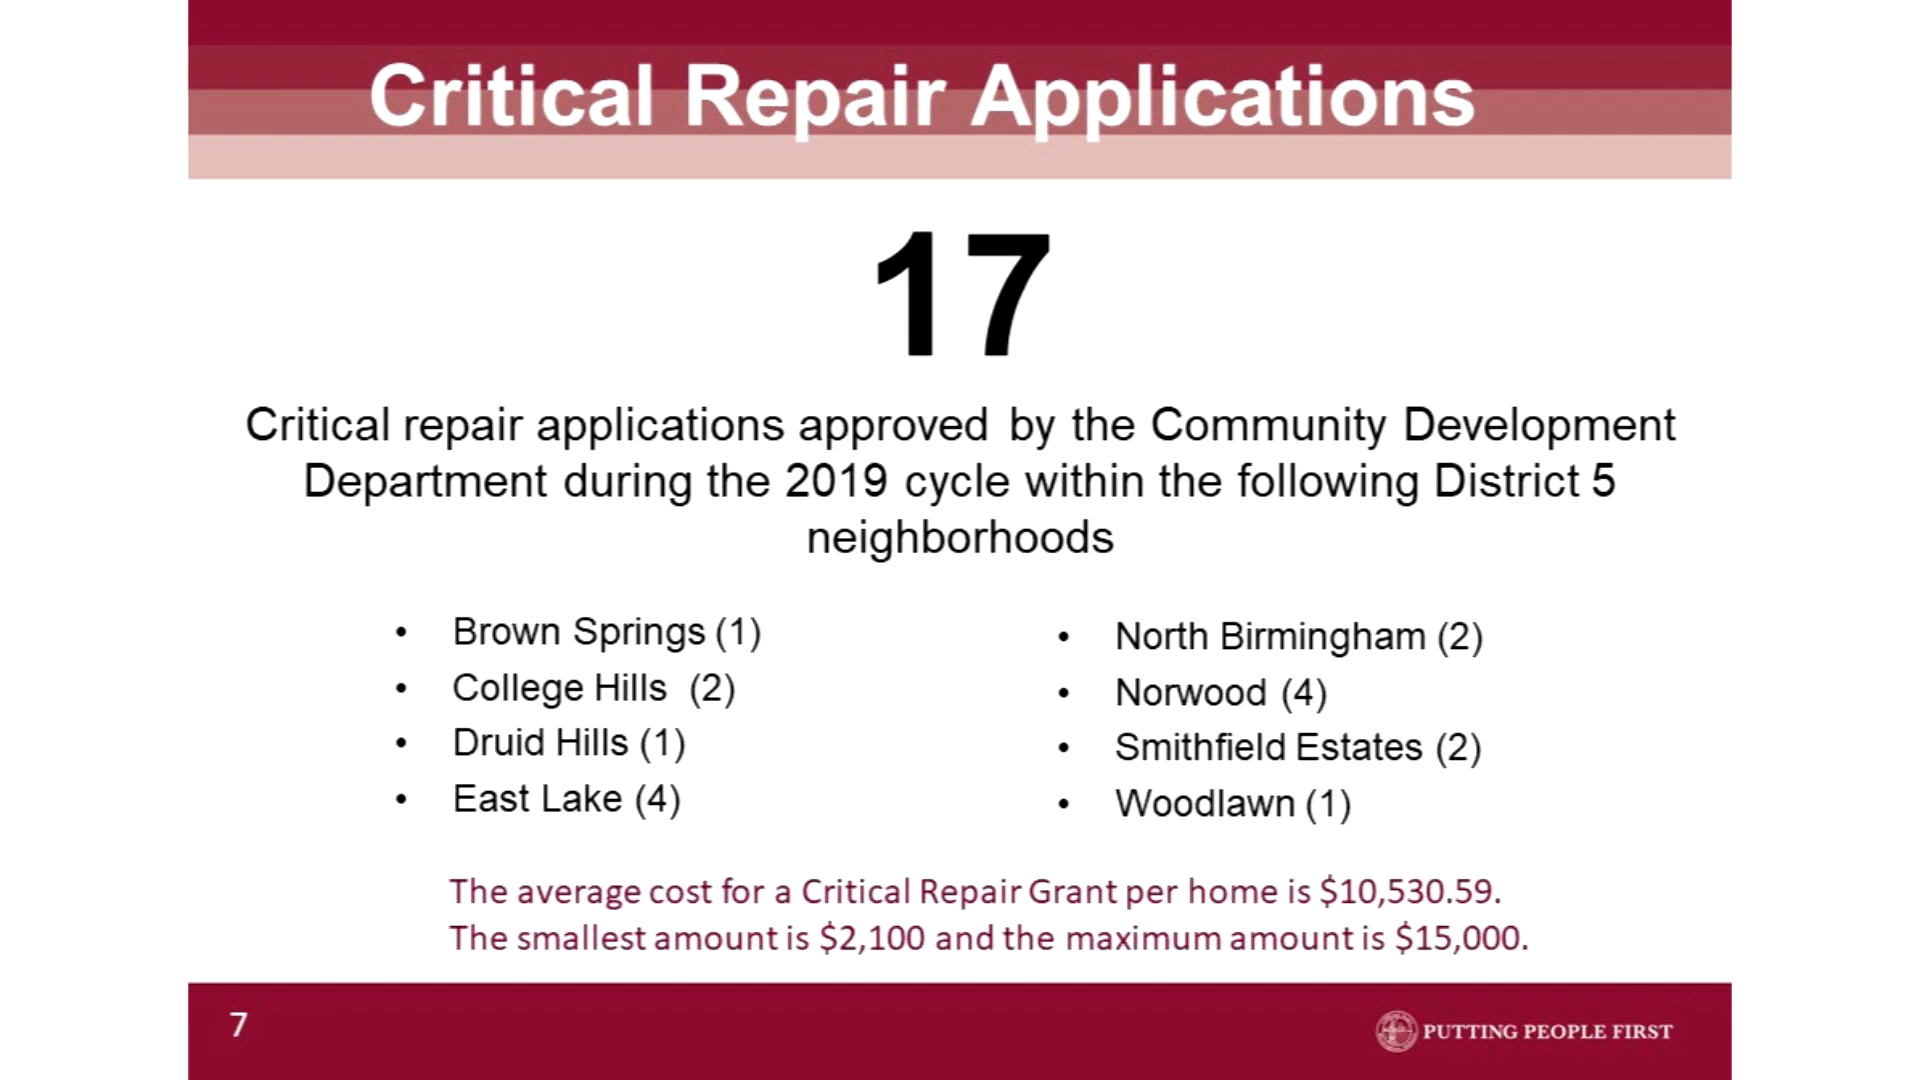 Critical Repair Applications
17
Critical repair applications approved by the Community Development
Department during the 2019 cycle within the following District 5
neighborhoods
• Brown Springs (1)
• College Hills (2)
• Druid Hills (1)
• East Lake (4)
• North Birmingham (2)
• Norwood (4)
• Smithfield Estates (2)
• Woodlawn (1)
The average cost for a Critical Repair Grant per home is $10,530.59.
The smallest amount is $2,100 and the maximum amount is $15,000.
7
PUTTING PEOPLE FIRST